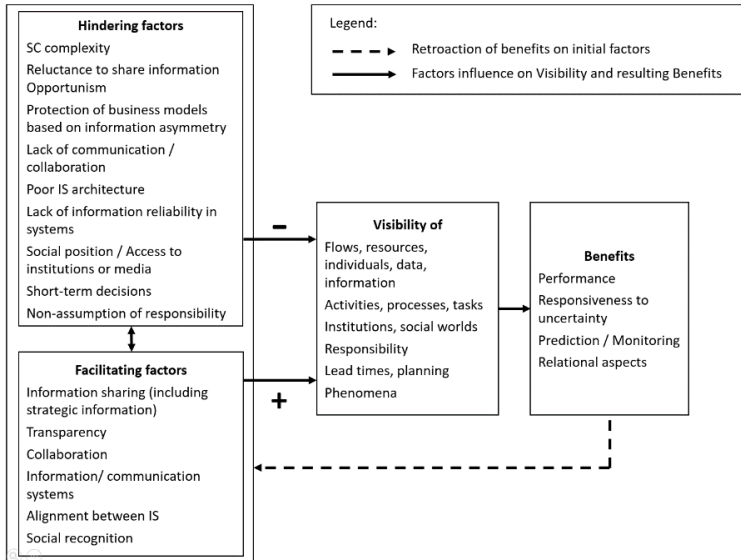 Hindering factors
SC complexity
Reluctance to share information
Opportunism
Protection of business models
based on information asymmetry
Lack of communication /
collaboration
Poor IS architecture
Lack of information reliability in
systems
Social position / Access to
institutions or media
Short-term decisions
Non-assumption of responsibility
Facilitating factors
Information sharing (including
strategic information)
Transparency
Collaboration
Information/ communication
systems
Alignment between IS
Social recognition
Legend:
Retroaction of benefits on initial factors
Factors influence on Visibility and resulting Benefits
−
+
Visibility of
Flows, resources,
individuals, data,
information
Activities, processes, tasks
Institutions, social worlds
Responsibility
Lead times, planning
Phenomena
Benefits
Performance
Responsiveness to
uncertainty
Prediction / Monitoring
Relational aspects